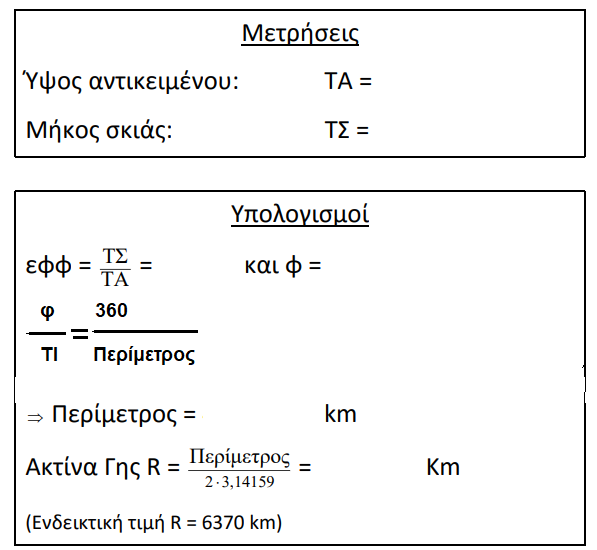 Μετρήσεις
Ύψος αντικειμένου: ΤΑ =
Μήκος σκιάς: ΤΣ =
Υπολογισμοί
εφφ = ΤΣ/ΤΑ = και φ =
φ/ΤΙ = 360/Περίμετρος
⇒ Περίμετρος = km
Ακτίνα Γης R = Περίμετρος/2·3,14159 = Km
(Ενδεικτική τιμή R = 6370 km)